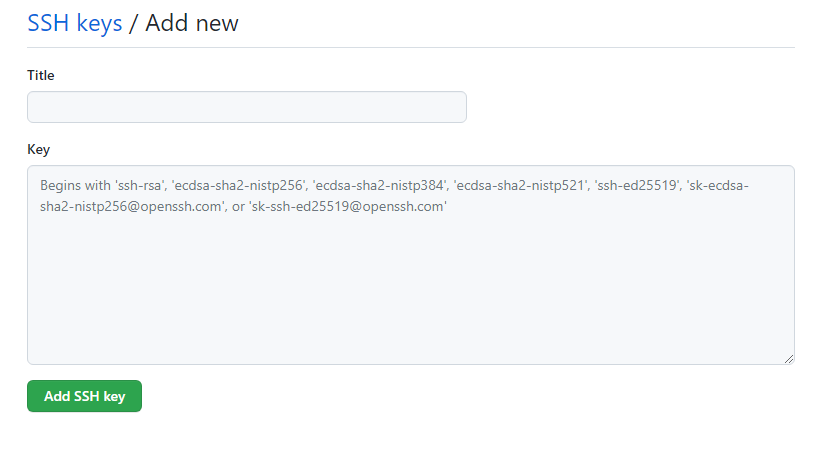 SSH keys / Add new
Title
Key
Begins with 'ssh-rsa', 'ecdsa-sha2-nistp256', 'ecdsa-sha2-nistp384', 'ecdsa-sha2-nistp521', 'ssh-ed25519', 'sk-ecdsa-
sha2-nistp256@openssh.com', or 'sk-ssh-ed25519@openssh.com'
Add SSH key